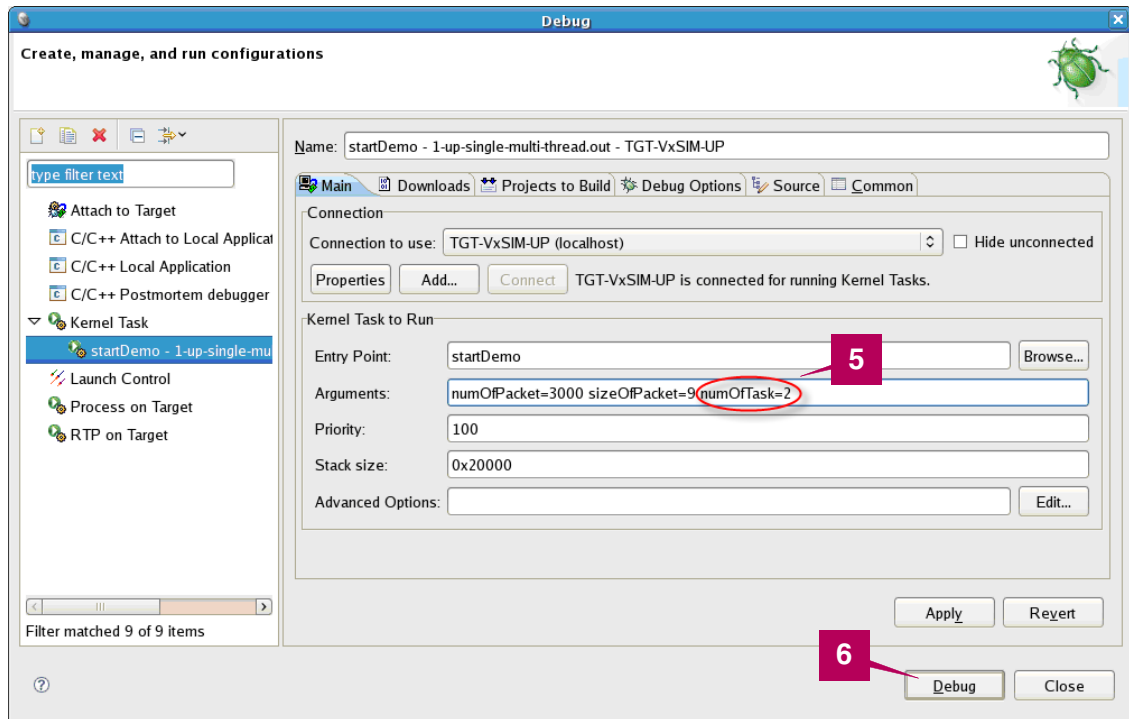 Debug
Create, manage, and run configurations
type filter text
Attach to Target
C/C++ Attach to Local Applicat
C/C++ Local Application
C/C++ Postmortem debugger
Kernel Task
startDemo - 1-up-single-mu
Launch Control
Process on Target
RTP on Target
Filter matched 9 of 9 items
Name: startDemo - 1-up-single-multi-thread.out - TGT-VxSIM-UP
Main Downloads Projects to Build Debug Options Source Common
Connection
Connection to use: TGT-VxSIM-UP (localhost) Hide unconnected
Properties Add... Connect TGT-VxSIM-UP is connected for running Kernel Tasks.
Kernel Task to Run
Entry Point: startDemo Browse...
5
Arguments: numOfPacket=3000 sizeOfPacket=9 numOfTask=2
Priority: 100
Stack size: 0x20000
Advanced Options: Edit...
Apply Revert
6
Debug Close